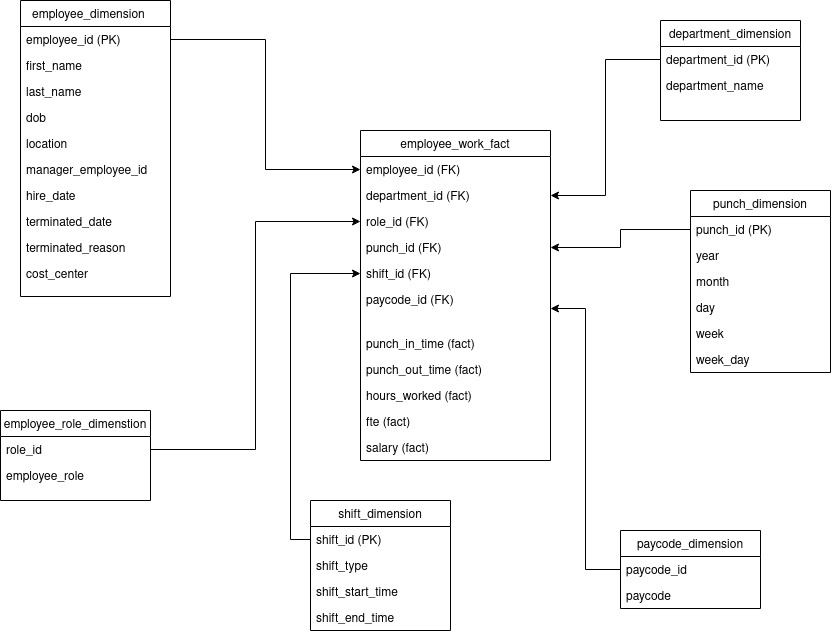 employee_dimension
employee_id (PK)
first_name
last_name
dob
location
manager_employee_id
hire_date
terminated_date
terminated_reason
cost_center
department_dimension
department_id (PK)
department_name
employee_work_fact
employee_id (FK)
department_id (FK)
role_id (FK)
punch_id (FK)
shift_id (FK)
paycode_id (FK)
punch_in_time (fact)
punch_out_time (fact)
hours_worked (fact)
fte (fact)
salary (fact)
punch_dimension
punch_id (PK)
year
month
day
week
week_day
employee_role_dimenstion
role_id
employee_role
shift_dimension
shift_id (PK)
shift_type
shift_start_time
shift_end_time
paycode_dimension
paycode_id
paycode